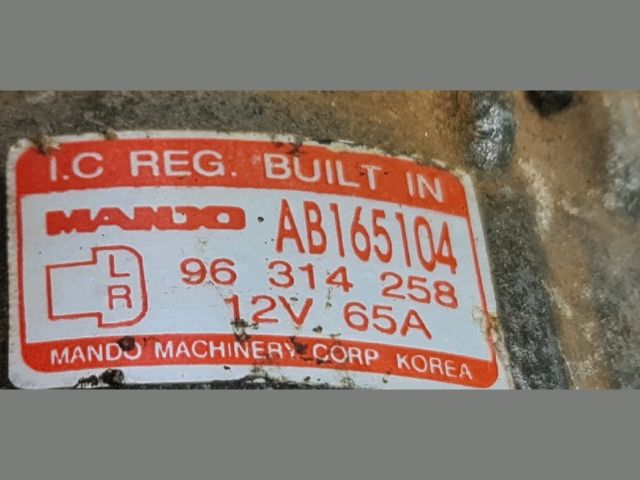 I.C REG. BUILT IN
MANDO AB165104
L
R
96 314 258
12V 65A
MANDO MACHINERY CORP KOREA